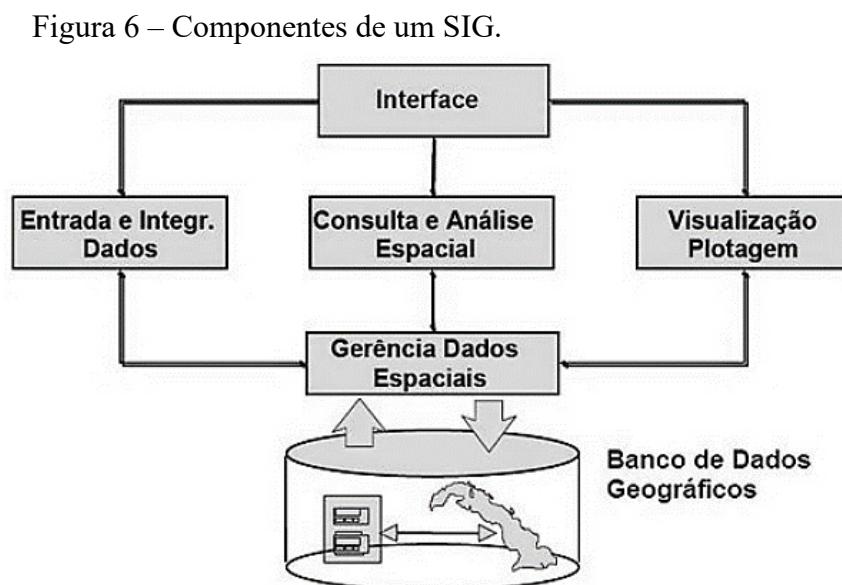 Figura 6 – Componentes de um SIG.
Interface
Entrada e Integr.
Dados
Consulta e Análise
Espacial
Visualização
Plotagem
Gerência Dados
Espaciais
Banco de Dados
Geográficos